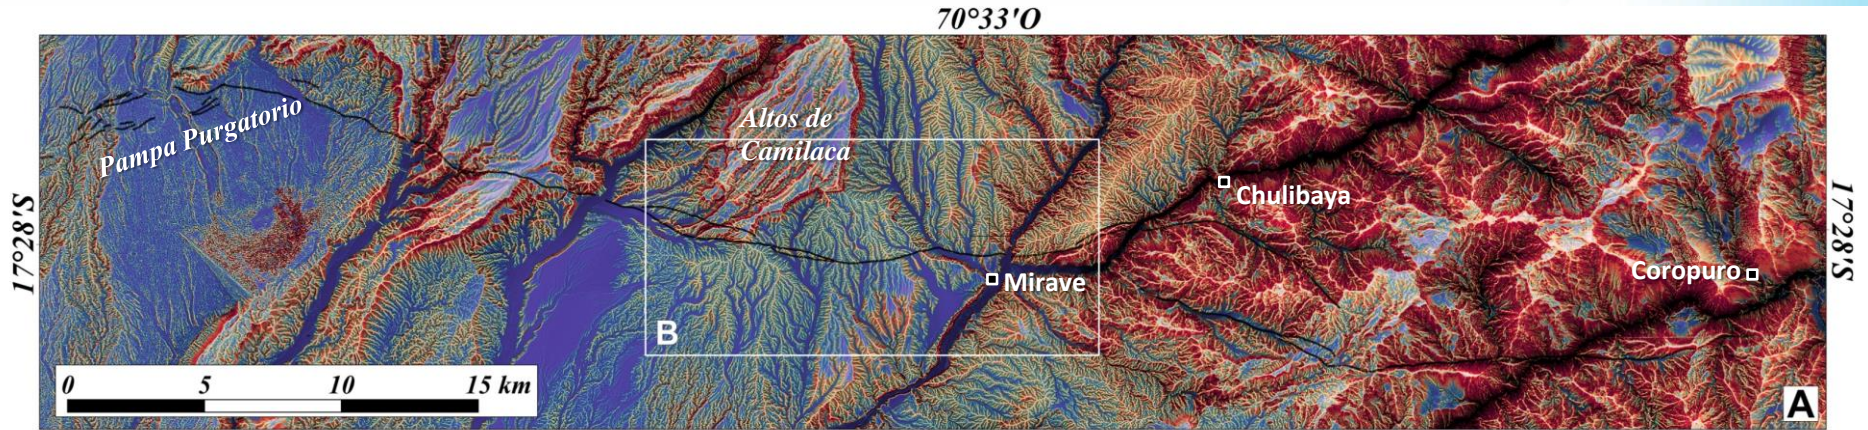 70°33'O
Pampa Purgatorio
Altos de
Camilaca
Chulibaya
17°28'S
17°28'S
Coropuro
Mirave
B
0 5 10 15 km
A